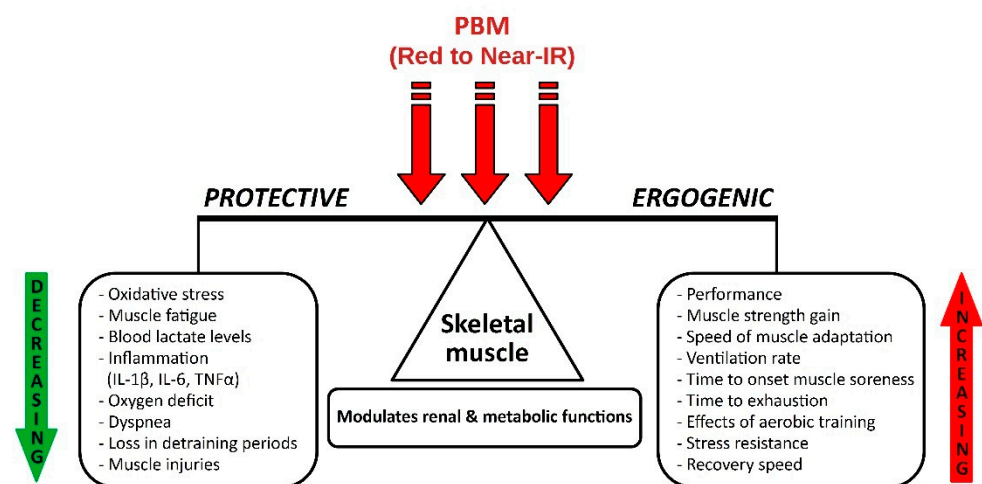 PBM
(Red to Near-IR)
PROTECTIVE
ERGOGENIC
DECREASING
- Oxidative stress
- Muscle fatigue
- Blood lactate levels
- Inflammation
(IL-1β, IL-6, TNFα)
- Oxygen deficit
- Dyspnea
- Loss in detraining periods
- Muscle injuries
Skeletal
muscle
Modulates renal & metabolic functions
- Performance
- Muscle strength gain
- Speed of muscle adaptation
- Ventilation rate
- Time to onset muscle soreness
- Time to exhaustion
- Effects of aerobic training
- Stress resistance
- Recovery speed
INCREASING